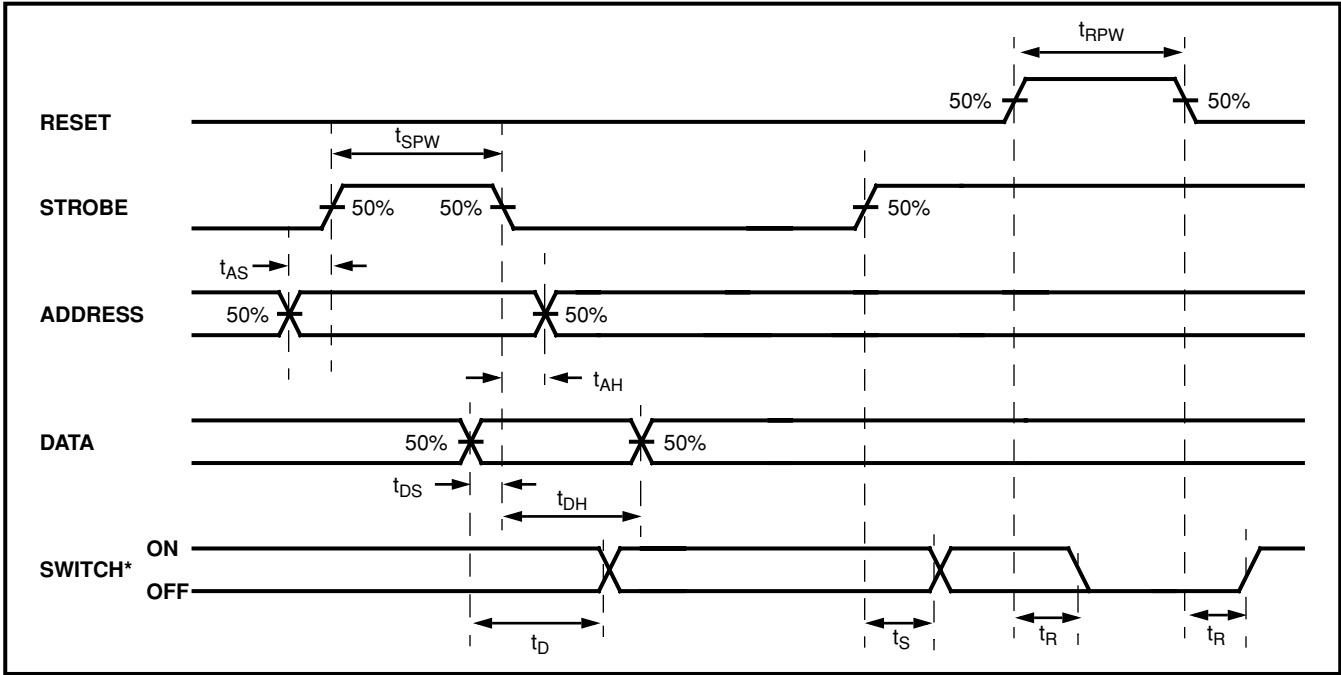 tRPW
50%
50%
RESET
tSPW
STROBE
50%
50%
50%
tAS
ADDRESS
50%
50%
tAH
DATA
50%
50%
tDS
tDH
ON
SWITCH*
OFF
tD
tS
tR
tR